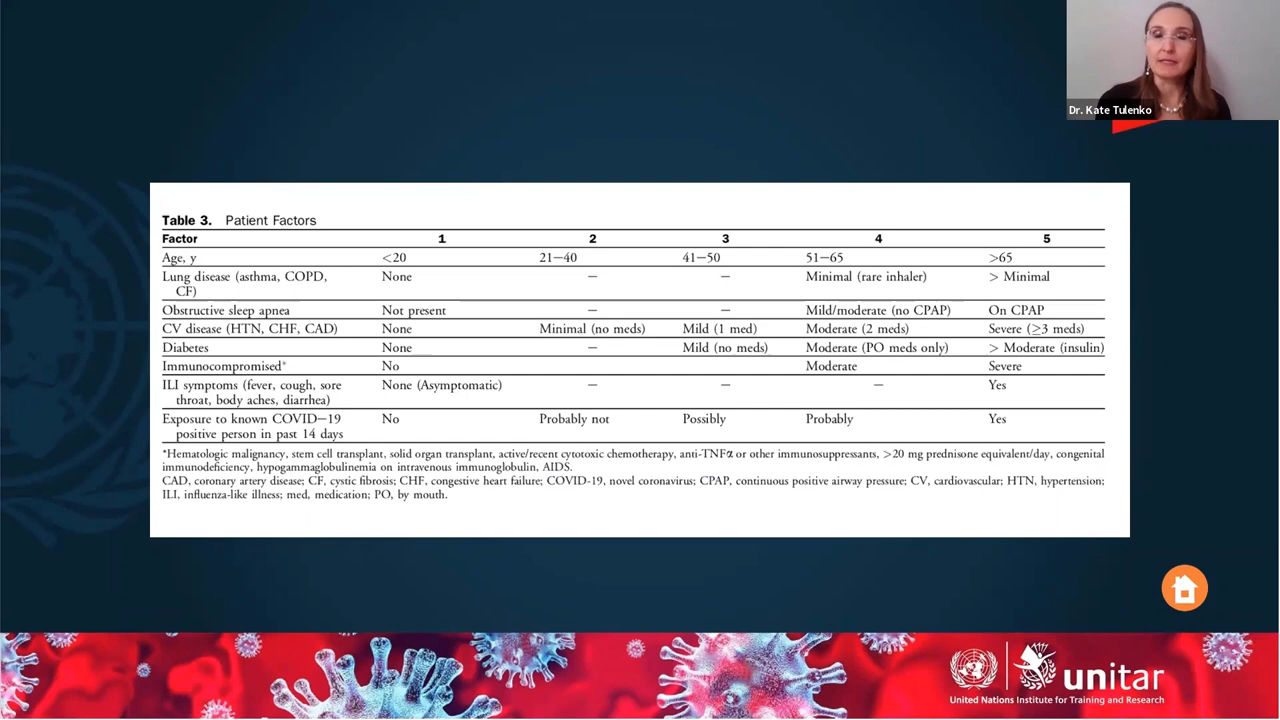 Dr. Kate Tulenko
Table 3. Patient Factors
Factor 1 2 3 4 5
Age, y <20 21–40 41–50 51–65 >65
Lung disease (asthma, COPD, None – – Minimal (rare inhaler) > Minimal
CF)
Obstructive sleep apnea Not present – – Mild/moderate (no CPAP) On CPAP
CV disease (HTN, CHF, CAD) None Minimal (no meds) Mild (1 med) Moderate (2 meds) Severe (≥3 meds)
Diabetes None – Mild (no meds) Moderate (PO meds only) > Moderate (insulin)
Immunocompromised* No Moderate Severe
ILI symptoms (fever, cough, sore None (Asymptomatic) – – – Yes
throat, body aches, diarrhea)
Exposure to known COVID–19 No Probably not Possibly Probably Yes
positive person in past 14 days
*Hematologic malignancy, stem cell transplant, solid organ transplant, active/recent cytotoxic chemotherapy, anti-TNFα or other immunosuppressants, >20 mg prednisone equivalent/day, congenital
immunodeficiency, hypogammaglobulinemia on intravenous immunoglobulin, AIDS.
CAD, coronary artery disease; CF, cystic fibrosis; CHF, congestive heart failure; COVID-19, novel coronavirus; CPAP, continuous positive airway pressure; CV, cardiovascular; HTN, hypertension;
ILI, influenza-like illness; med, medication; PO, by mouth.
unitar
United Nations Institute for Training and Research